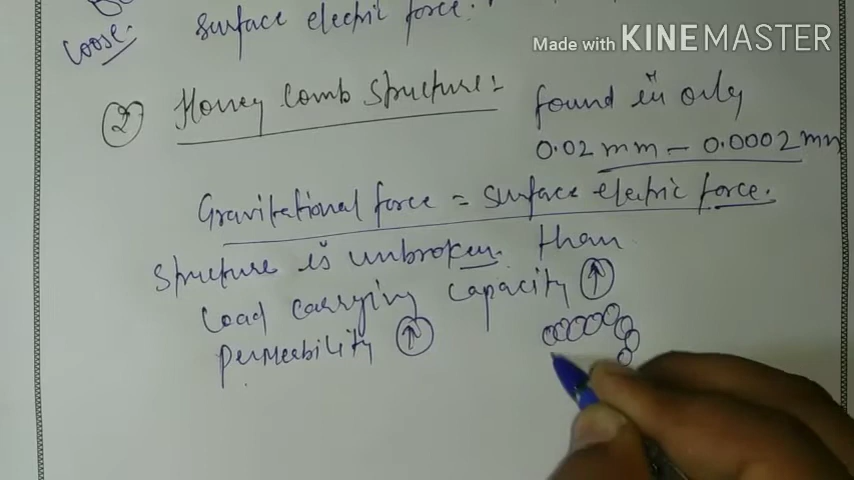 surface electric force.
Loose.
Made with KINEMASTER
② Honey comb structure:
found in only
0.02 mm – 0.0002 mm
Gravitational force = surface electric force.
structure is unbroken. than
Load carrying capacity ↑
permeability ↑